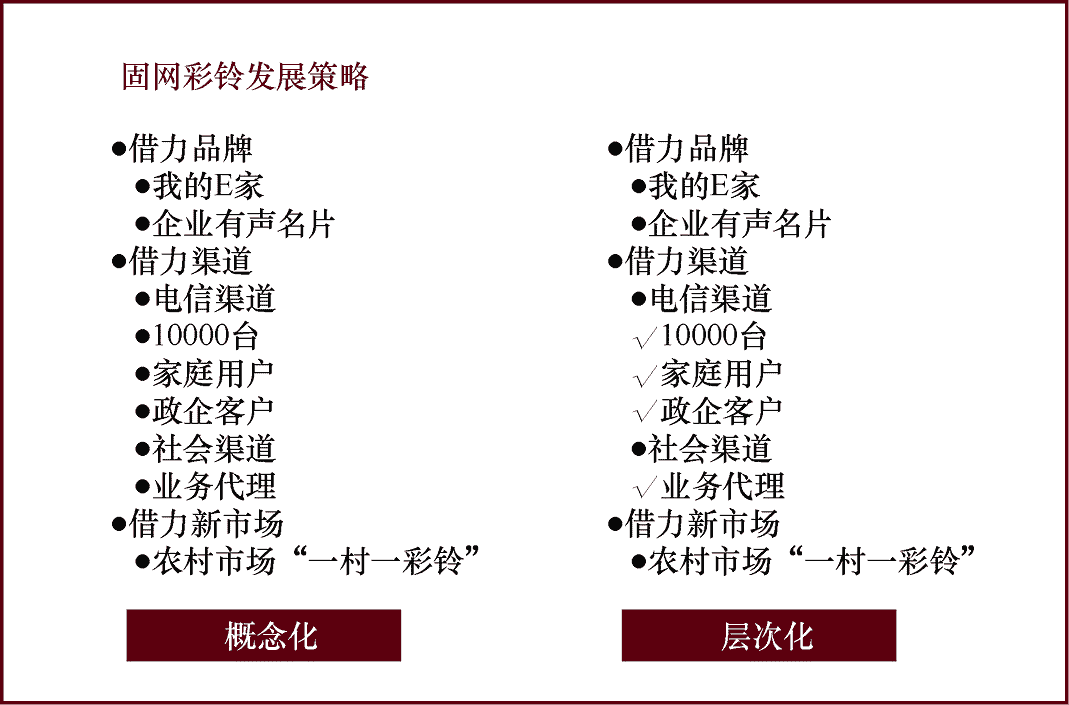 固网彩铃发展策略
●借力品牌
●我的E家
●企业有声名片
●借力渠道
●电信渠道
●10000台
●家庭用户
●政企客户
●社会渠道
●业务代理
●借力新市场
●农村市场“一村一彩铃”
概念化
●借力品牌
●我的E家
●企业有声名片
●借力渠道
●电信渠道
√10000台
√家庭用户
√政企客户
●社会渠道
√业务代理
●借力新市场
●农村市场“一村一彩铃”
层次化